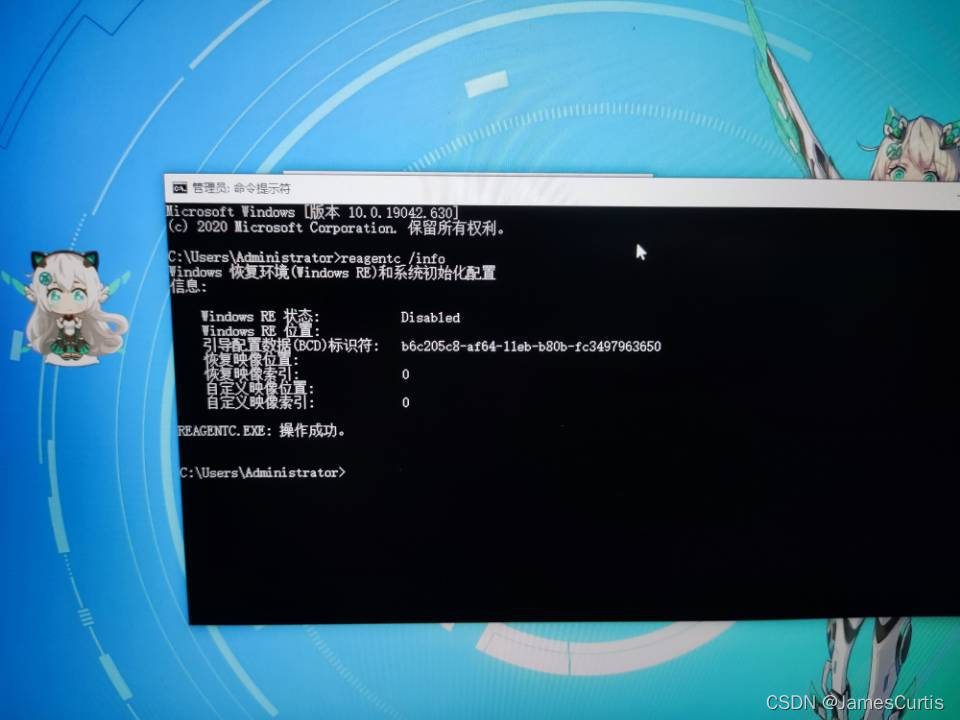 管理员: 命令提示符
Microsoft Windows [版本 10.0.19042.630]
(c) 2020 Microsoft Corporation. 保留所有权利。
C:\Users\Administrator>reagentc /info
Windows 恢复环境(Windows RE)和系统初始化配置
信息:
Windows RE 状态: Disabled
Windows RE 位置:
引导配置数据(BCD)标识符: b6c205c8-af64-11eb-b80b-fc3497963650
恢复映像位置:
恢复映像索引: 0
自定义映像位置:
自定义映像索引: 0
REAGENTC.EXE: 操作成功。
C:\Users\Administrator>
CSDN @JamesCurtis